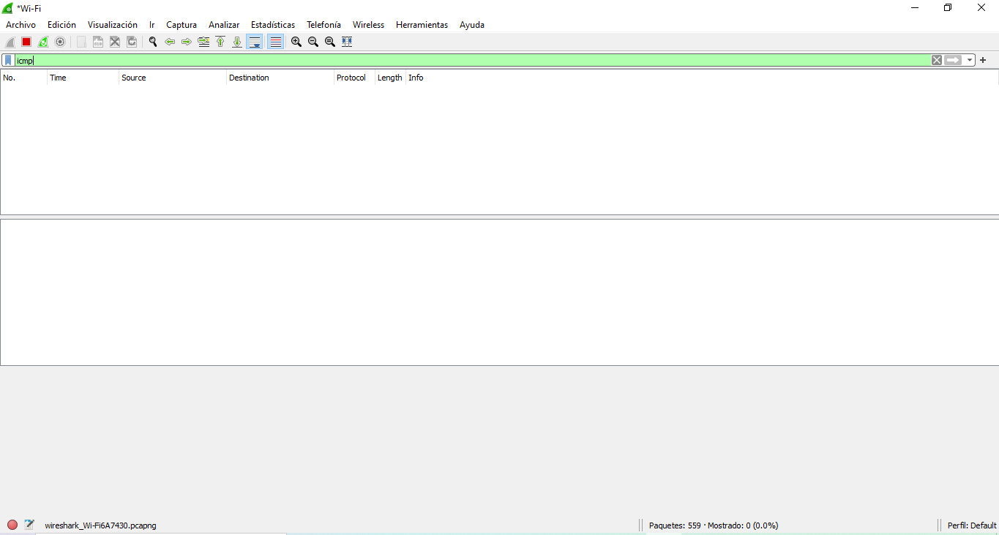 *Wi-Fi
Archivo Edición Visualización Ir Captura Analizar Estadísticas Telefonía Wireless Herramientas Ayuda
icmp
No. Time Source Destination Protocol Length Info
wireshark_Wi-Fi6A7430.pcapng Paquetes: 559 · Mostrado: 0 (0.0%) Perfil: Default